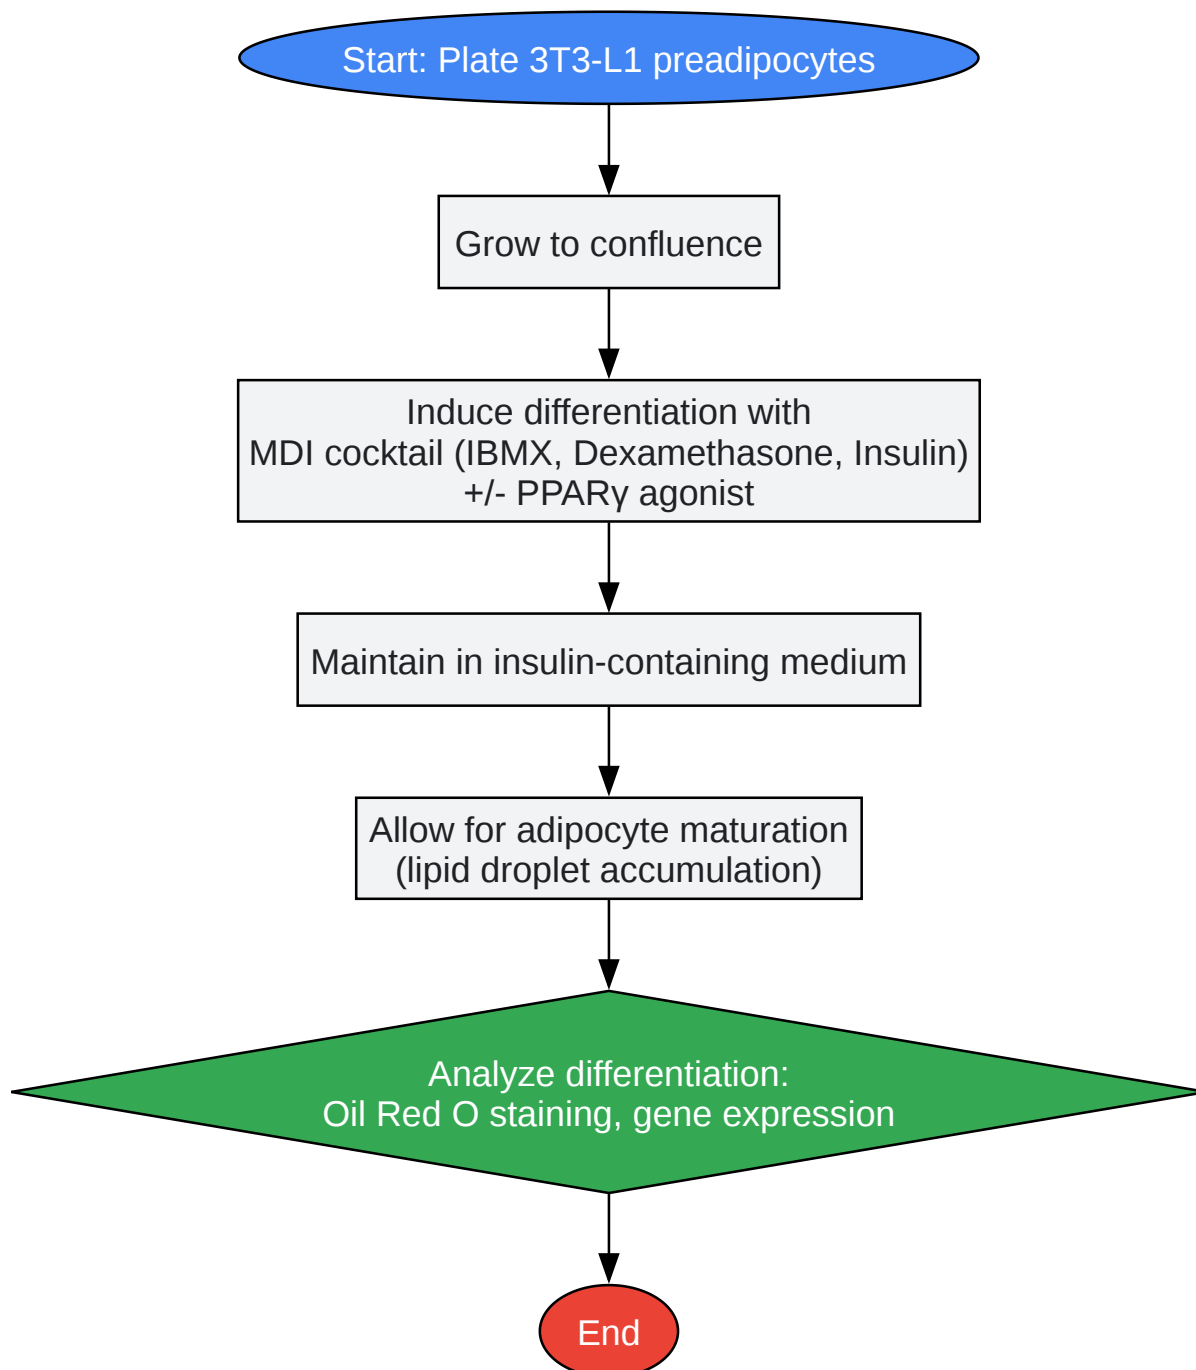 Start: Plate 3T3-L1 preadipocytes
Grow to confluence
Induce differentiation with
MDI cocktail (IBMX, Dexamethasone, Insulin)
+/- PPARγ agonist
Maintain in insulin-containing medium
Allow for adipocyte maturation
(lipid droplet accumulation)
Analyze differentiation:
Oil Red O staining, gene expression
End